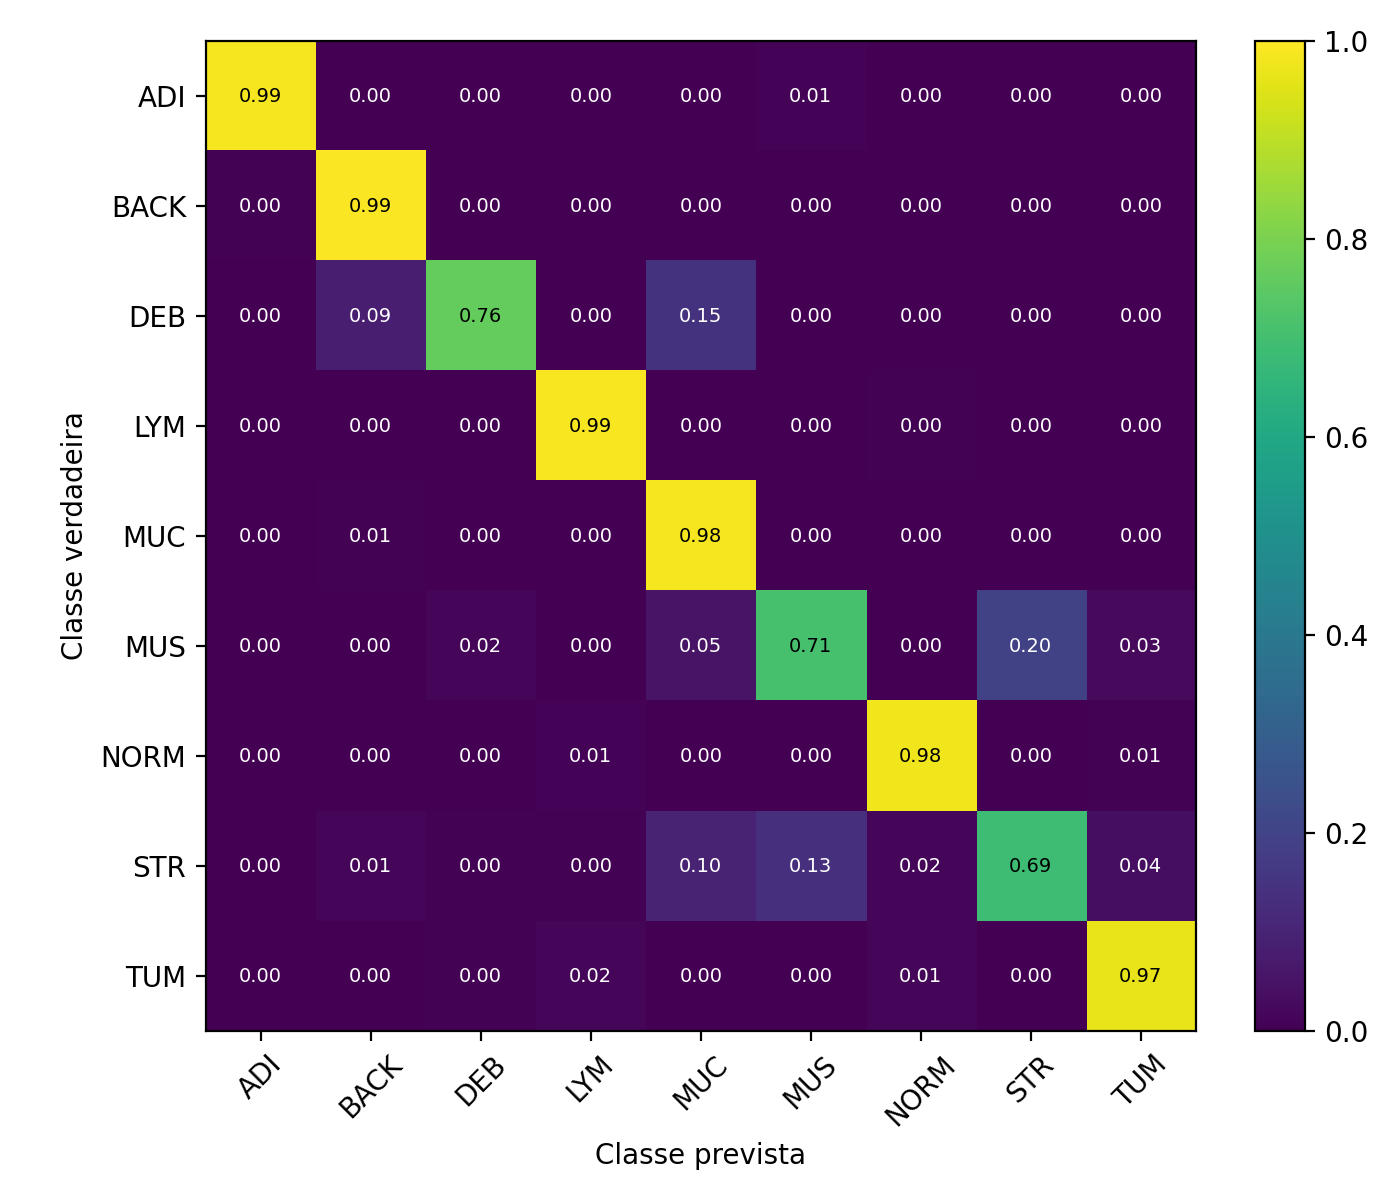 ADI 0.99 0.00 0.00 0.00 0.00 0.01 0.00 0.00 0.00
BACK 0.00 0.99 0.00 0.00 0.00 0.00 0.00 0.00 0.00
DEB 0.00 0.09 0.76 0.00 0.15 0.00 0.00 0.00 0.00
LYM 0.00 0.00 0.00 0.99 0.00 0.00 0.00 0.00 0.00
MUC 0.00 0.01 0.00 0.00 0.98 0.00 0.00 0.00 0.00
MUS 0.00 0.00 0.02 0.00 0.05 0.71 0.00 0.20 0.03
NORM 0.00 0.00 0.00 0.01 0.00 0.00 0.98 0.00 0.01
STR 0.00 0.01 0.00 0.00 0.10 0.13 0.02 0.69 0.04
TUM 0.00 0.00 0.00 0.02 0.00 0.00 0.01 0.00 0.97
ADI BACK DEB LYM MUC MUS NORM STR TUM
Classe prevista
Classe verdadeira
1.0
0.8
0.6
0.4
0.2
0.0